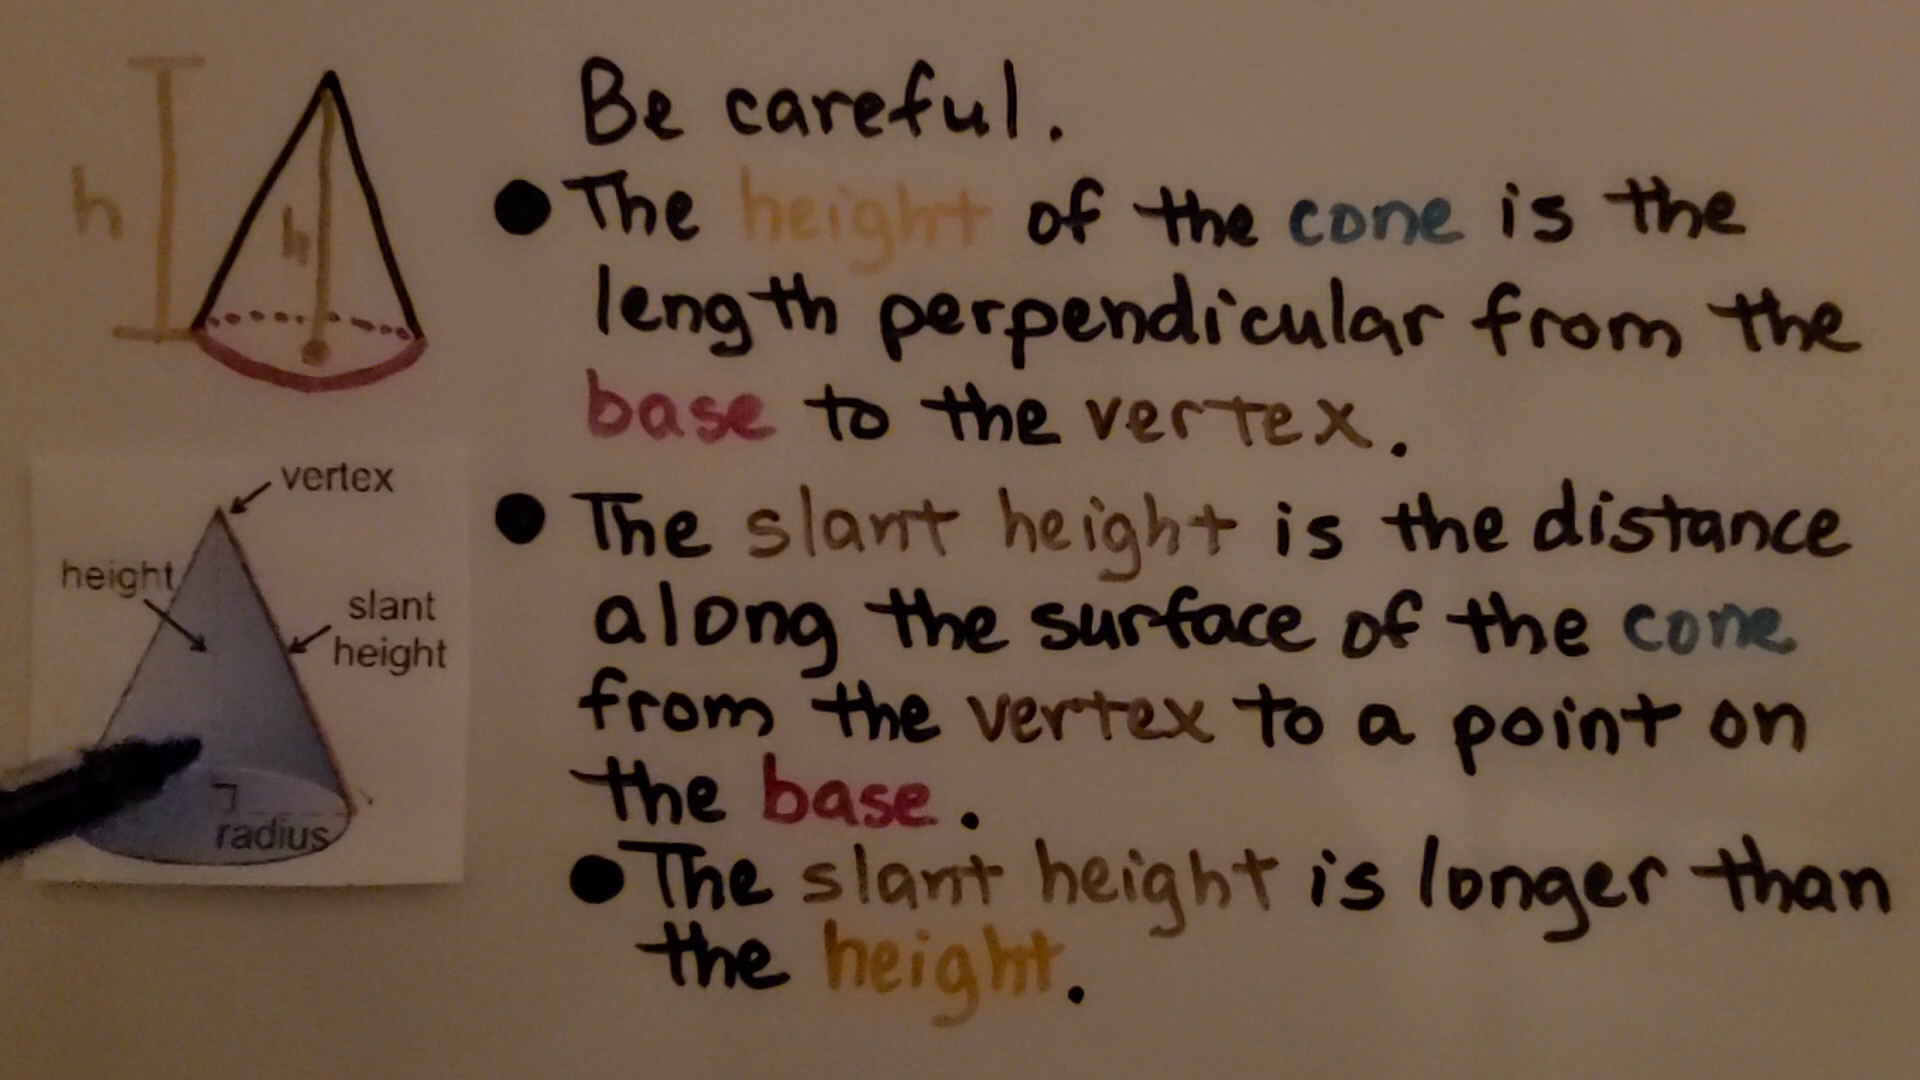 h
h
Be careful.
The height of the cone is the
length perpendicular from the
base to the vertex.
vertex
height
slant
height
radius
The slant height is the distance
along the surface of the cone
from the vertex to a point on
the base.
The slant height is longer than
the height.